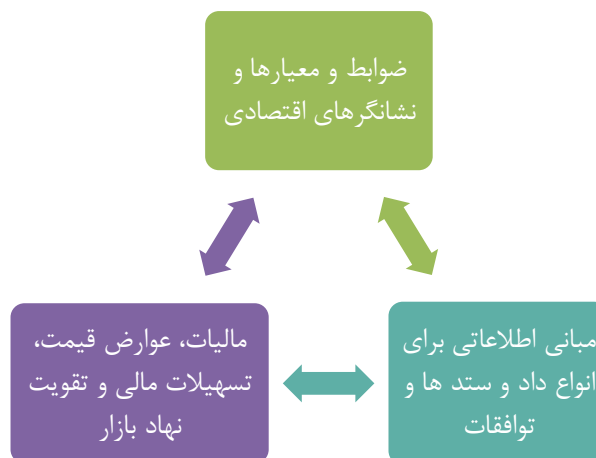 ضوابط و معیارها و
نشانگرهای اقتصادی
مبانی اطلاعاتی برای
انواع داد و ستد ها و
توافقات
مالیات، عوارض قیمت،
تسهیلات مالی و تقویت
نهاد بازار